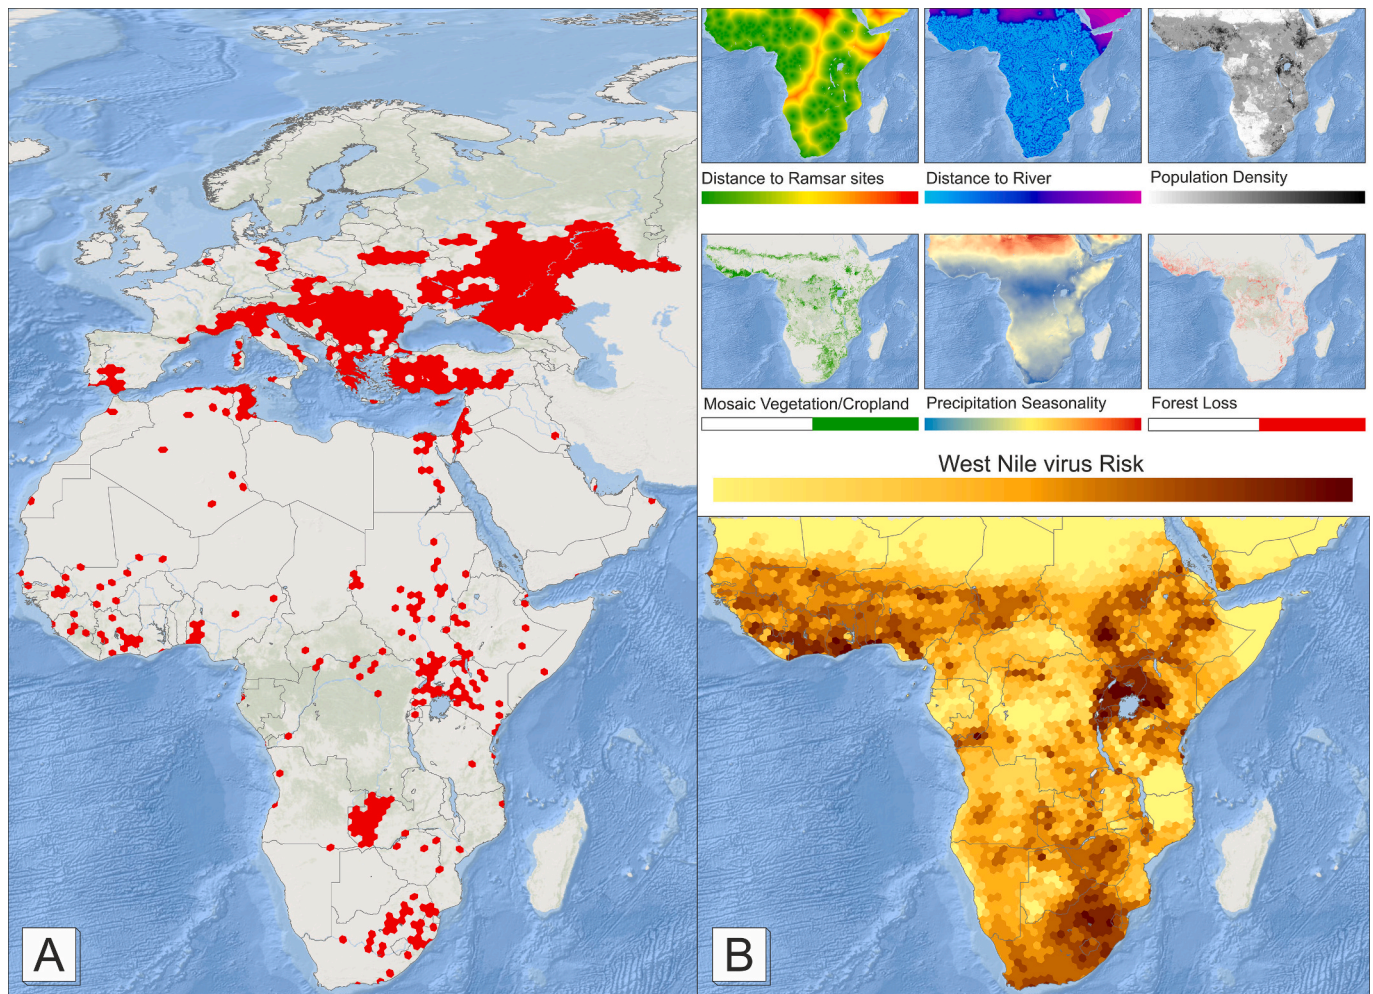 Distance to Ramsar sites
Distance to River
Population Density
Mosaic Vegetation/Cropland
Precipitation Seasonality
Forest Loss
West Nile virus Risk
A
B